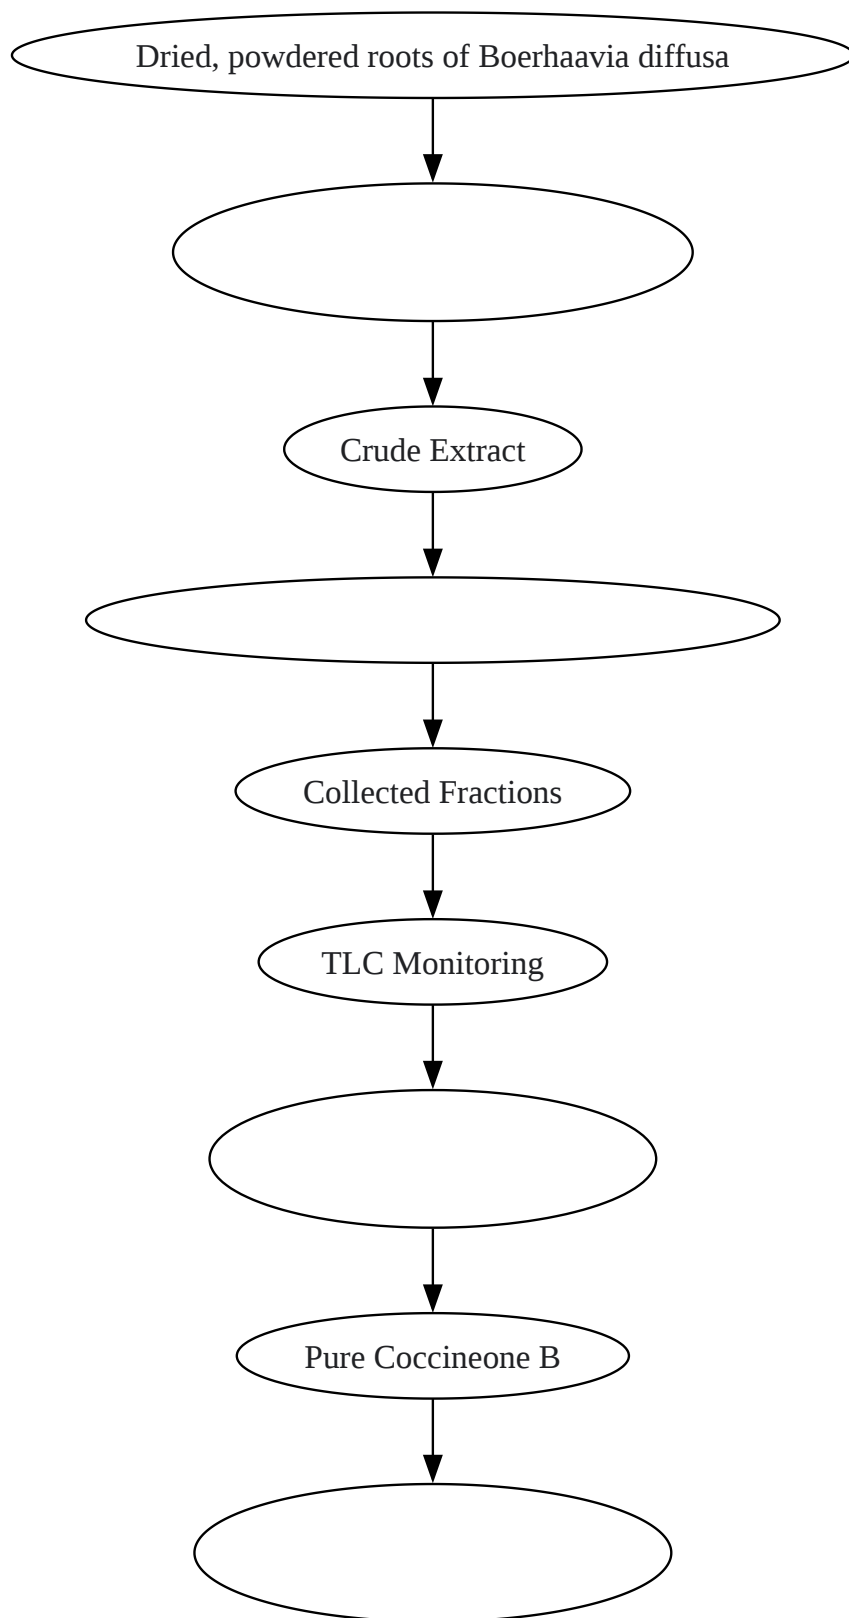 Dried, powdered roots of Boerhaavia diffusa
Crude Extract
Collected Fractions
TLC Monitoring
Pure Coccineone B